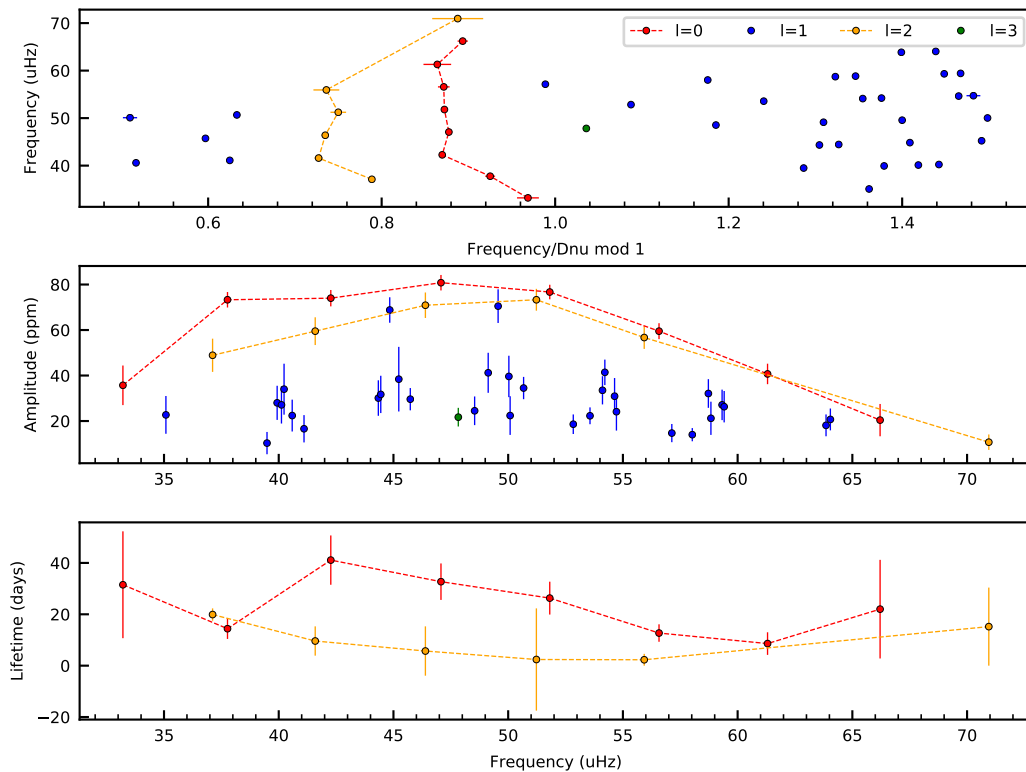 70
60
50
40
Frequency (uHz)
l=0 l=1 l=2 l=3
0.6 0.8 1.0 1.2 1.4
Frequency/Dnu mod 1
80
60
40
20
Amplitude (ppm)
35 40 45 50 55 60 65 70
40
20
0
−20
Lifetime (days)
35 40 45 50 55 60 65 70
Frequency (uHz)